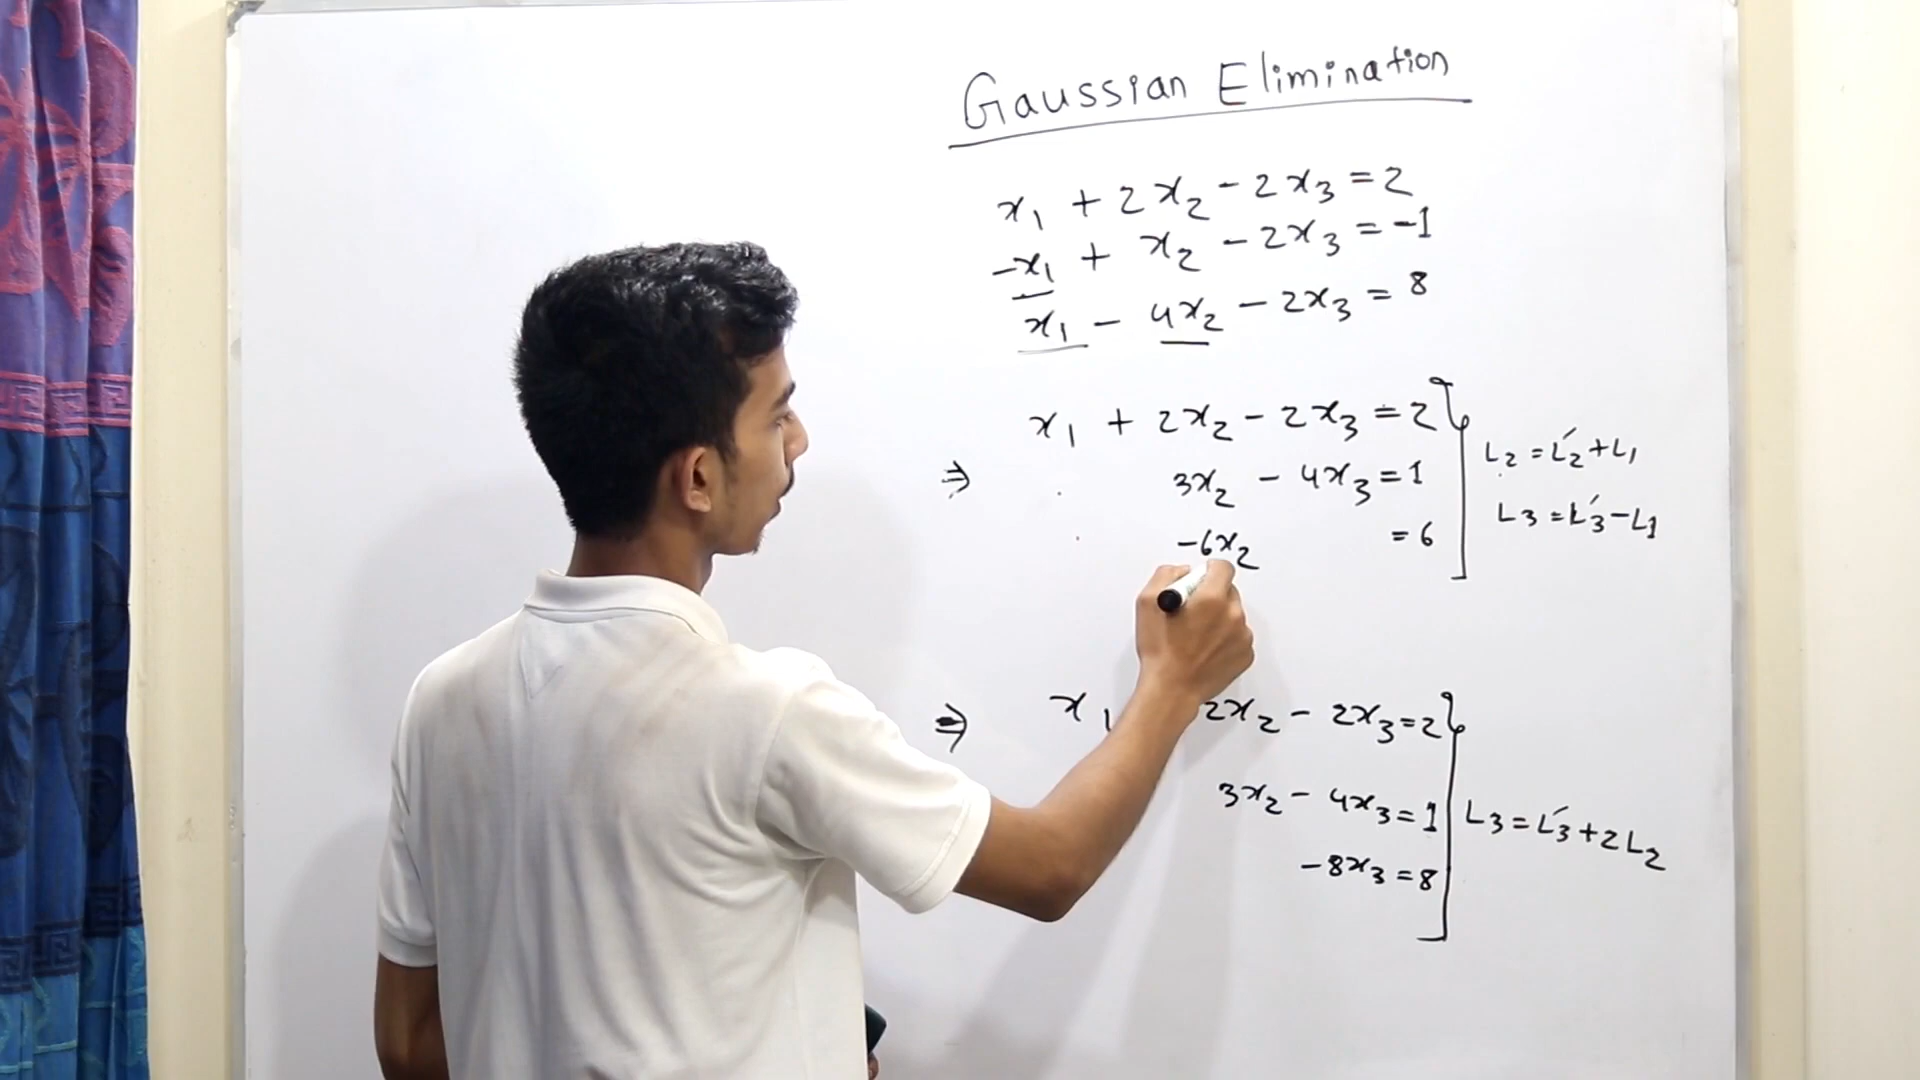 Gaussian Elimination
x₁ + 2x₂ - 2x₃ = 2
-x₁ + x₂ - 2x₃ = -1
x₁ - 4x₂ - 2x₃ = 8
x₁ + 2x₂ - 2x₃ = 2
⇒ 3x₂ - 4x₃ = 1
-6x₂ = 6
L₂ = L₂′ + L₁
L₃ = L₃′ - L₁
⇒ x₁ 2x₂ - 2x₃ = 2
3x₂ - 4x₃ = 1
-8x₃ = 8
L₃ = L₃′ + 2L₂